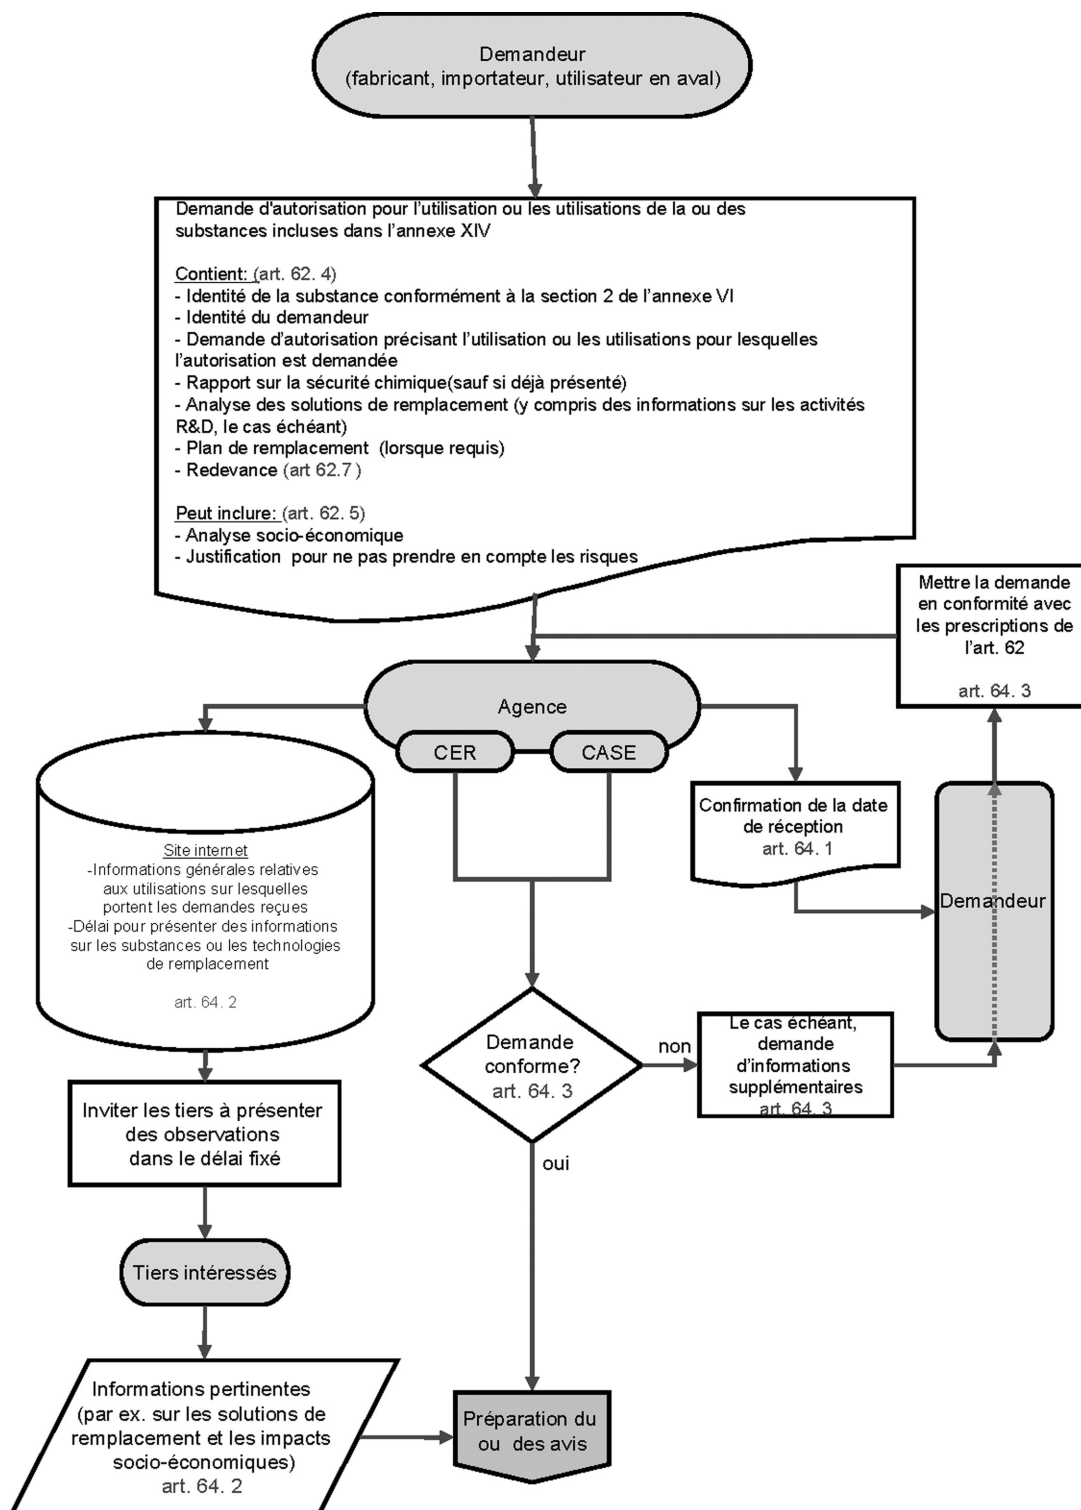 Demandeur
(fabricant, importateur, utilisateur en aval)
Demande d'autorisation pour l'utilisation ou les utilisations de la ou des
substances incluses dans l'annexe XIV
Contient: (art. 62. 4)
- Identité de la substance conformément à la section 2 de l'annexe VI
- Identité du demandeur
- Demande d'autorisation précisant l'utilisation ou les utilisations pour lesquelles
l'autorisation est demandée
- Rapport sur la sécurité chimique(sauf si déjà présenté)
- Analyse des solutions de remplacement (y compris des informations sur les activités
R&D, le cas échéant)
- Plan de remplacement (lorsque requis)
- Redevance (art 62.7 )
Peut inclure: (art. 62. 5)
- Analyse socio-économique
- Justification pour ne pas prendre en compte les risques
Mettre la demande
en conformité avec
les prescriptions de
l'art. 62
art. 64. 3
Agence
CER
CASE
Site internet
-Informations générales relatives
aux utilisations sur lesquelles
portent les demandes reçues
-Délai pour présenter des informations
sur les substances ou les technologies
de remplacement
art. 64. 2
Confirmation de la date
de réception
art. 64. 1
Demandeur
Demande
conforme?
art. 64. 3
non
Le cas échéant,
demande
d'informations
supplémentaires
art. 64. 3
oui
Inviter les tiers à présenter
des observations
dans le délai fixé
Tiers intéressés
Informations pertinentes
(par ex. sur les solutions de
remplacement et les impacts
socio-économiques)
art. 64. 2
Préparation du
ou des avis